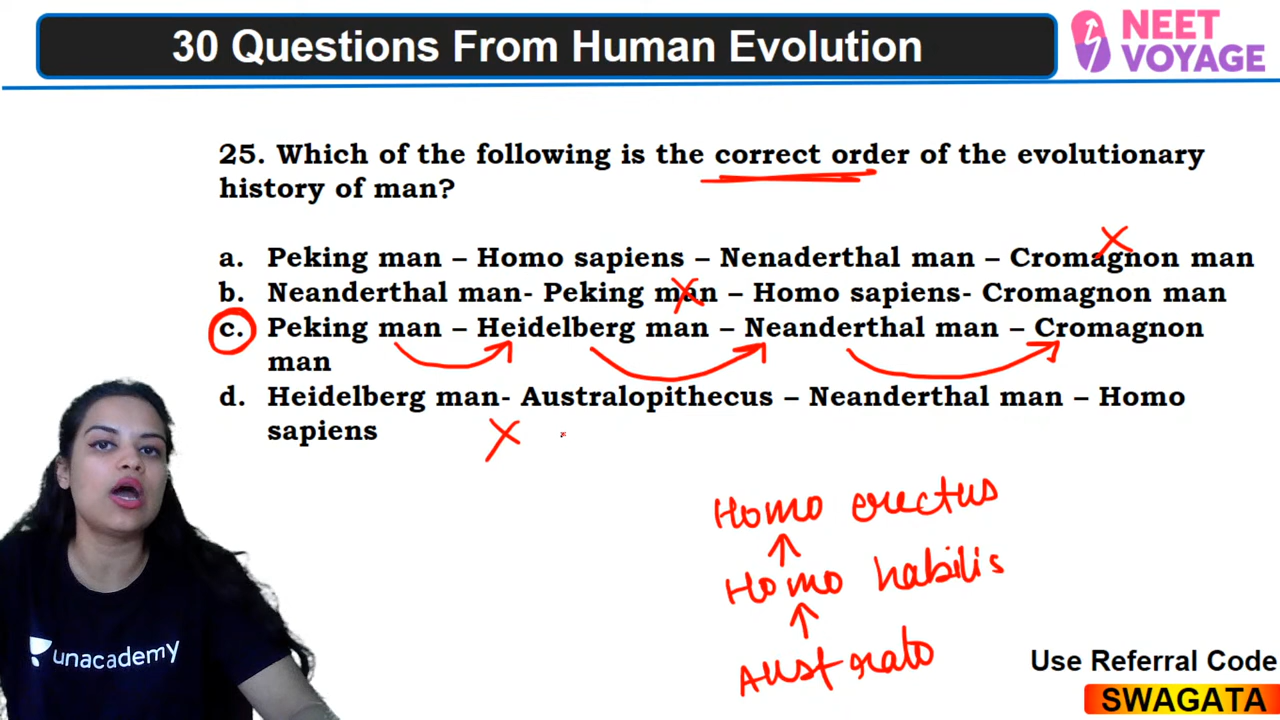 30 Questions From Human Evolution
NEET
VOYAGE
25. Which of the following is the correct order of the evolutionary
history of man?
a. Peking man – Homo sapiens – Nenaderthal man – Cromagnon man
b. Neanderthal man- Peking man – Homo sapiens- Cromagnon man
c. Peking man – Heidelberg man – Neanderthal man – Cromagnon
man
d. Heidelberg man- Australopithecus – Neanderthal man – Homo
sapiens
Homo erectus
Homo habilis
Australo
unacademy
Use Referral Code
SWAGATA